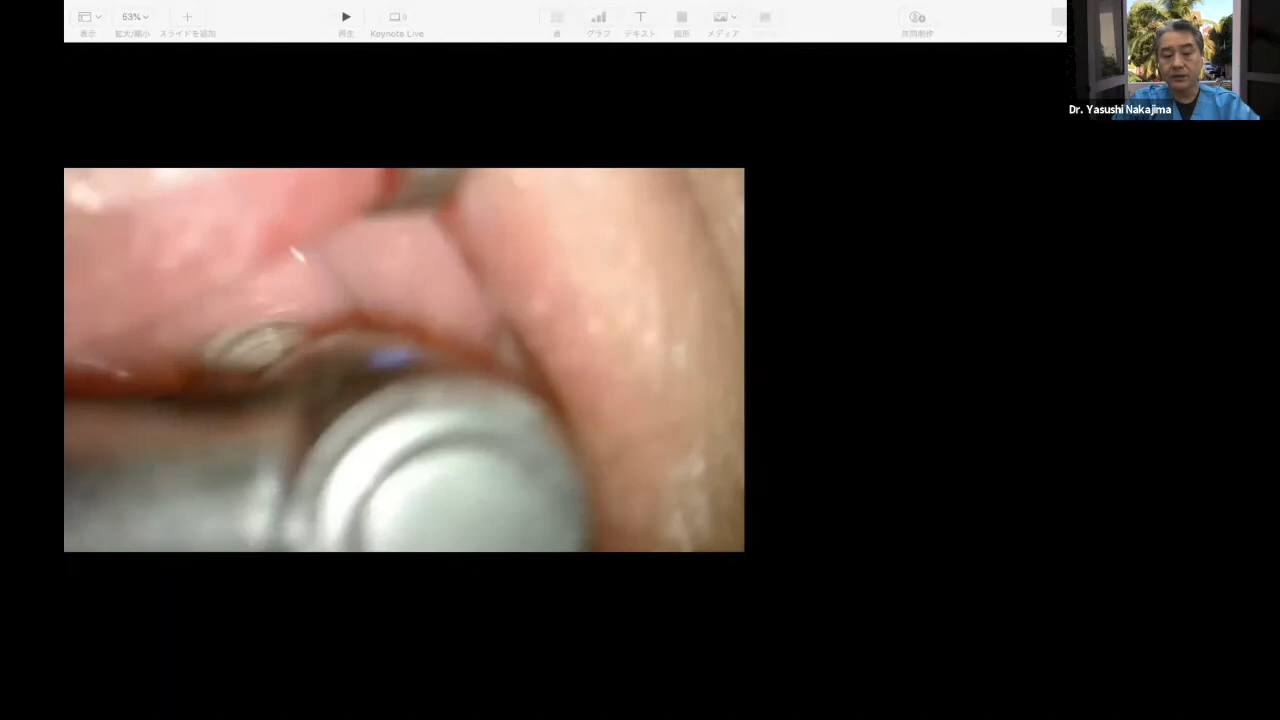 63%
表示
拡大/縮小
スライドを追加
再生
Keynote Live
表
グラフ
テキスト
図形
メディア
共同制作
Dr. Yasushi Nakajima